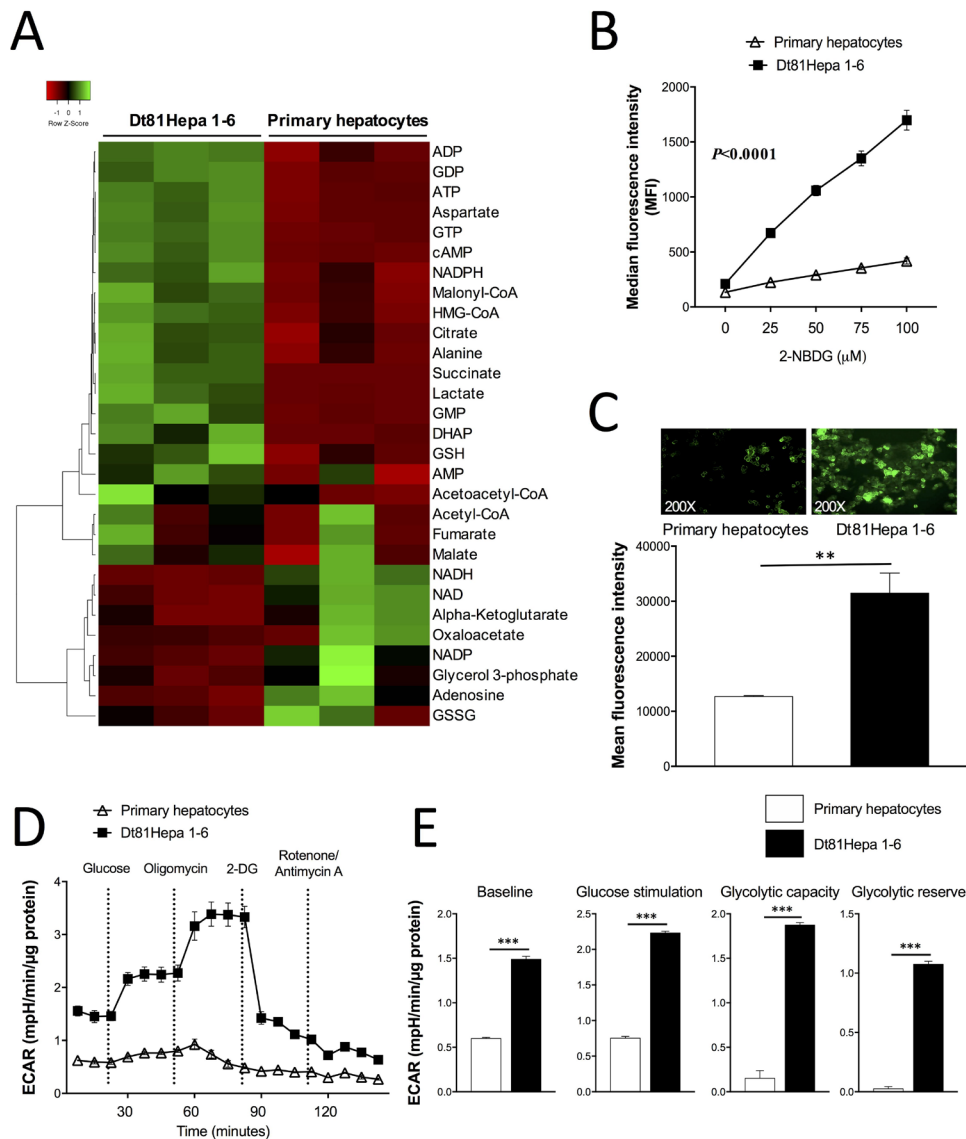 A
-1 0 1
Row Z-Score
Dt81Hepa 1-6
Primary hepatocytes
ADP
GDP
ATP
Aspartate
GTP
cAMP
NADPH
Malonyl-CoA
HMG-CoA
Citrate
Alanine
Succinate
Lactate
GMP
DHAP
GSH
AMP
Acetoacetyl-CoA
Acetyl-CoA
Fumarate
Malate
NADH
NAD
Alpha-Ketoglutarate
Oxaloacetate
NADP
Glycerol 3-phosphate
Adenosine
GSSG
B
Primary hepatocytes
Dt81Hepa 1-6
Median fluorescence intensity
(MFI)
2000
1500
1000
500
0
P<0.0001
0 25 50 75 100
2-NBDG (μM)
C
200X
200X
Primary hepatocytes
Dt81Hepa 1-6
Mean fluorescence intensity
40000
30000
20000
10000
0
**
D
Primary hepatocytes
Dt81Hepa 1-6
Glucose
Oligomycin
2-DG
Rotenone/
Antimycin A
ECAR (mpH/min/μg protein)
4
3
2
1
0
30 60 90 120
Time (minutes)
E
Primary hepatocytes
Dt81Hepa 1-6
ECAR (mpH/min/μg protein)
Baseline
2.0
1.5
1.0
0.5
0.0
***
Glucose stimulation
2.5
2.0
1.5
1.0
0.5
0.0
***
Glycolytic capacity
2.0
1.5
1.0
0.5
0.0
***
Glycolytic reserve
1.5
1.0
0.5
0.0
***